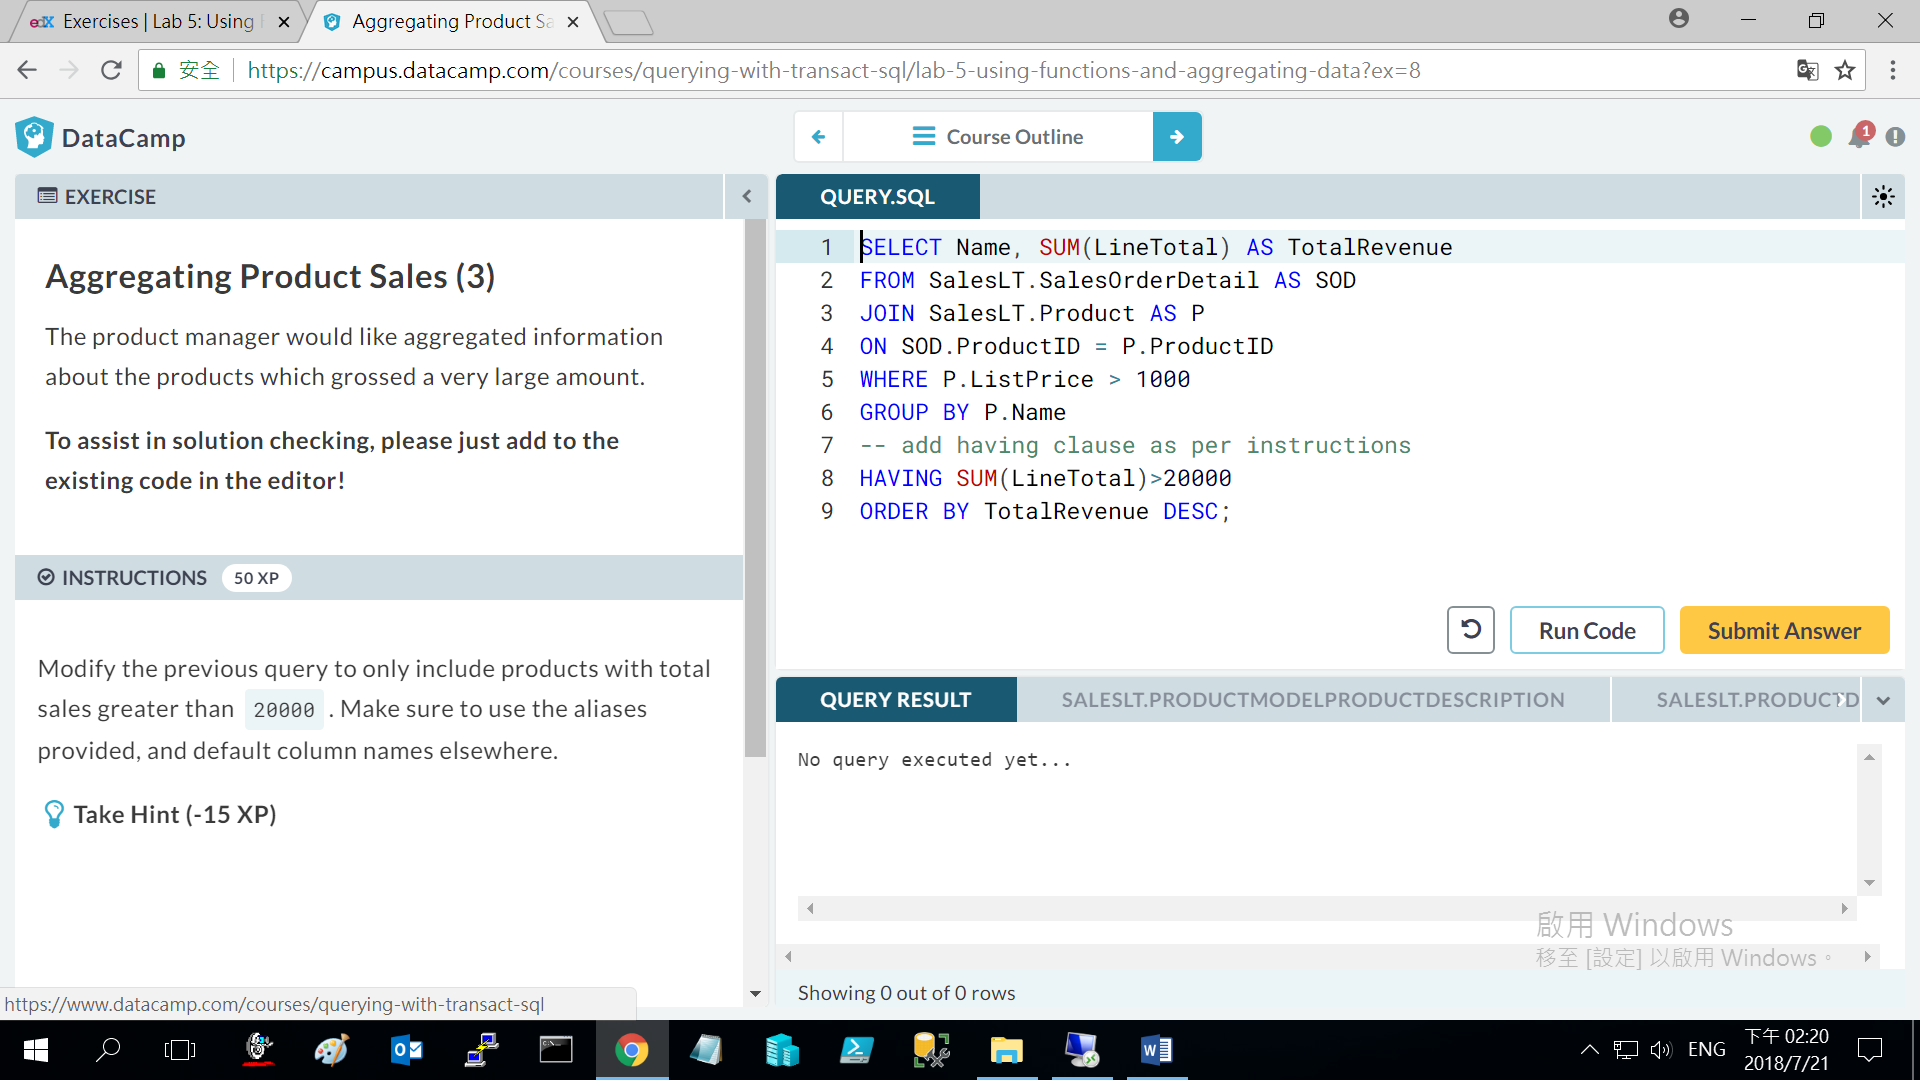 edX Exercises | Lab 5: Using
Aggregating Product Sa
安全 https://campus.datacamp.com/courses/querying-with-transact-sql/lab-5-using-functions-and-aggregating-data?ex=8
DataCamp
Course Outline
1
EXERCISE
Aggregating Product Sales (3)
The product manager would like aggregated information
about the products which grossed a very large amount.
To assist in solution checking, please just add to the
existing code in the editor!
INSTRUCTIONS 50 XP
Modify the previous query to only include products with total
sales greater than 20000 . Make sure to use the aliases
provided, and default column names elsewhere.
Take Hint (-15 XP)
https://www.datacamp.com/courses/querying-with-transact-sql
QUERY.SQL
1 SELECT Name, SUM(LineTotal) AS TotalRevenue
2 FROM SalesLT.SalesOrderDetail AS SOD
3 JOIN SalesLT.Product AS P
4 ON SOD.ProductID = P.ProductID
5 WHERE P.ListPrice > 1000
6 GROUP BY P.Name
7 -- add having clause as per instructions
8 HAVING SUM(LineTotal)>20000
9 ORDER BY TotalRevenue DESC;
Run Code
Submit Answer
QUERY RESULT
SALESLT.PRODUCTMODELPRODUCTDESCRIPTION
SALESLT.PRODUCTD
No query executed yet...
啟用 Windows
移至 [設定] 以啟用 Windows。
Showing 0 out of 0 rows
ENG
下午 02:20
2018/7/21